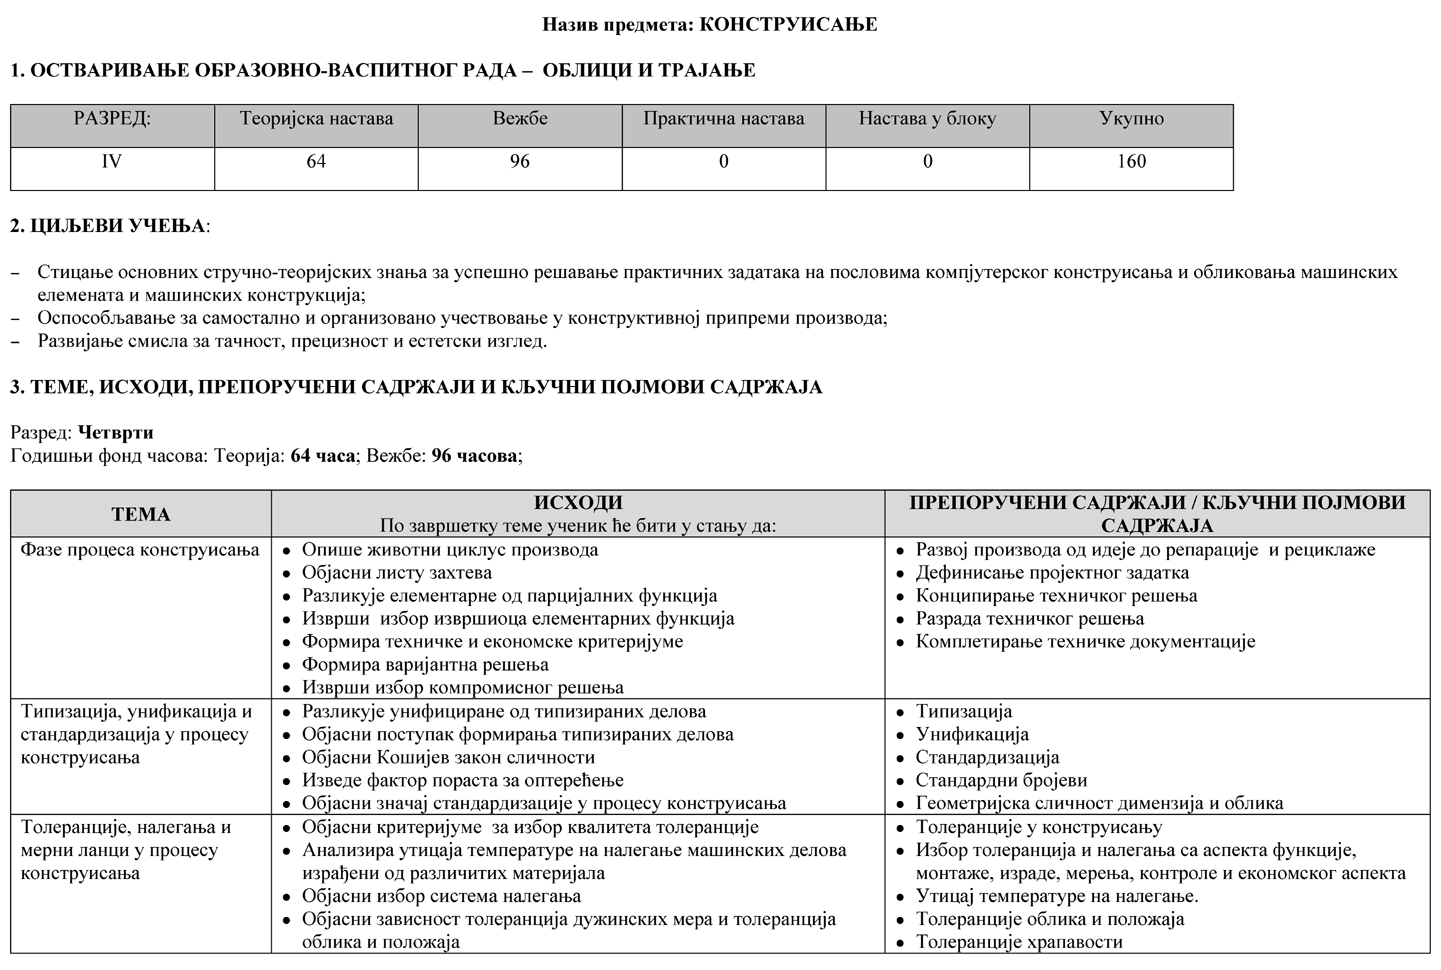 Назив предмета: КОНСТРУИСАЊЕ
1. ОСТВАРИВАЊЕ ОБРАЗОВНО-ВАСПИТНОГ РАДА – ОБЛИЦИ И ТРАЈАЊЕ
РАЗРЕД: Теоријска настава Вежбе Практична настава Настава у блоку Укупно
IV 64 96 0 0 160
2. ЦИЉЕВИ УЧЕЊА:
– Стицање основних стручно-теоријских знања за успешно решавање практичних задатака на пословима компјутерског конструисања и обликовања машинских
елемената и машинских конструкција;
– Оспособљавање за самостално и организовано учествовање у конструктивној припреми производа;
– Развијање смисла за тачност, прецизност и естетски изглед.
3. ТЕМЕ, ИСХОДИ, ПРЕПОРУЧЕНИ САДРЖАЈИ И КЉУЧНИ ПОЈМОВИ САДРЖАЈА
Разред: Четврти
Годишњи фонд часова: Теорија: 64 часа; Вежбе: 96 часова;
ТЕМА
ИСХОДИ
По завршетку теме ученик ће бити у стању да:
ПРЕПОРУЧЕНИ САДРЖАЈИ / КЉУЧНИ ПОЈМОВИ
САДРЖАЈА
Фазе процеса конструисања
• Опише животни циклус производа
• Објасни листу захтева
• Разликује елементарне од парцијалних функција
• Изврши избор извршиоца елементарних функција
• Формира техничке и економске критеријуме
• Формира варијантна решења
• Изврши избор компромисног решења
• Развој производа од идеје до репарације и рециклаже
• Дефинисање пројектног задатка
• Конципирање техничког решења
• Разрада техничког решења
• Комплетирање техничке документације
Типизација, унификација и
стандардизација у процесу
конструисања
• Разликује унифициране од типизираних делова
• Објасни поступак формирања типизираних делова
• Објасни Кошијев закон сличности
• Изведе фактор пораста за оптерећење
• Објасни значај стандардизације у процесу конструисања
• Типизација
• Унификација
• Стандардизација
• Стандардни бројеви
• Геометријска сличност димензија и облика
Толеранције, налегања и
мерни ланци у процесу
конструисања
• Објасни критеријуме за избор квалитета толеранције
• Анализира утицаја температуре на налегање машинских делова
израђени од различитих материјала
• Објасни избор система налегања
• Објасни зависност толеранција дужинских мера и толеранција
облика и положаја
• Толеранције у конструисању
• Избор толеранција и налегања са аспекта функције,
монтаже, израде, мерења, контроле и економског аспекта
• Утицај температуре на налегање.
• Толеранције облика и положаја
• Толеранције храпавости